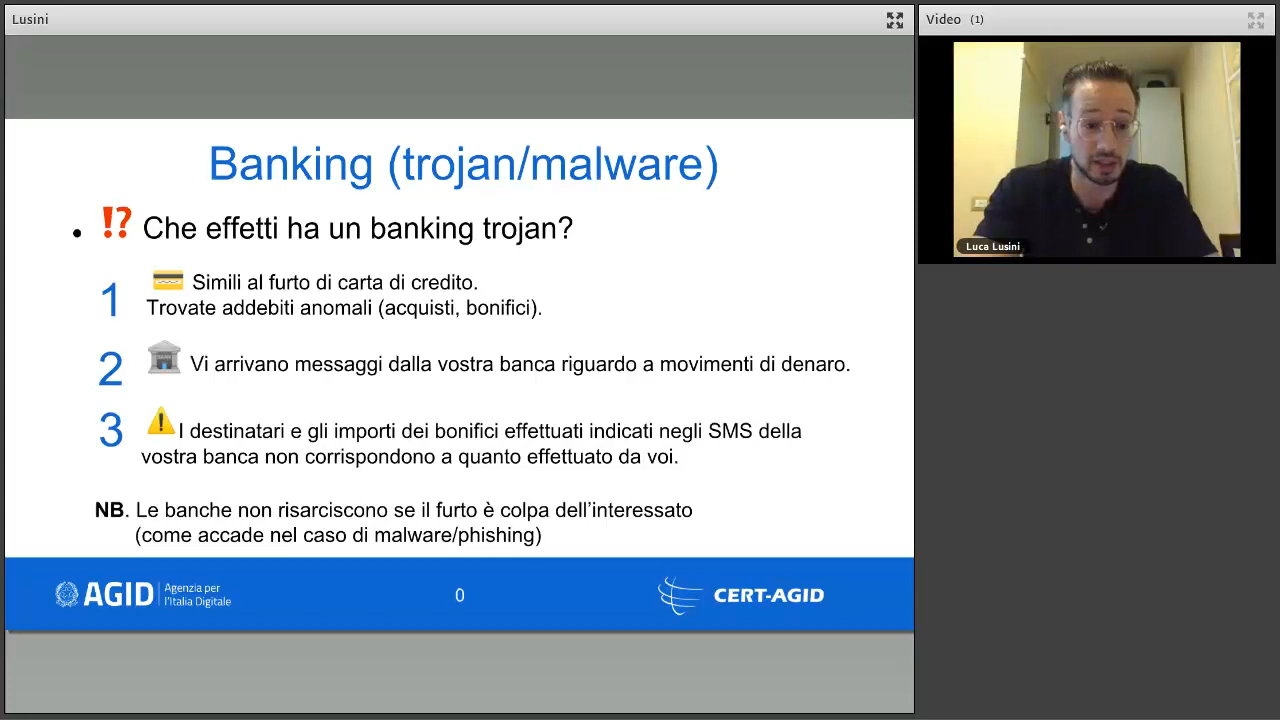 Lusini
Video (1)
Banking (trojan/malware)
• ⁉ Che effetti ha un banking trojan?
1 Simili al furto di carta di credito.
Trovate addebiti anomali (acquisti, bonifici).
2 Vi arrivano messaggi dalla vostra banca riguardo a movimenti di denaro.
3 I destinatari e gli importi dei bonifici effettuati indicati negli SMS della
vostra banca non corrispondono a quanto effettuato da voi.
NB. Le banche non risarciscono se il furto è colpa dell’interessato
(come accade nel caso di malware/phishing)
AGID
Agenzia per
l’Italia Digitale
0
CERT-AGID
Luca Lusini